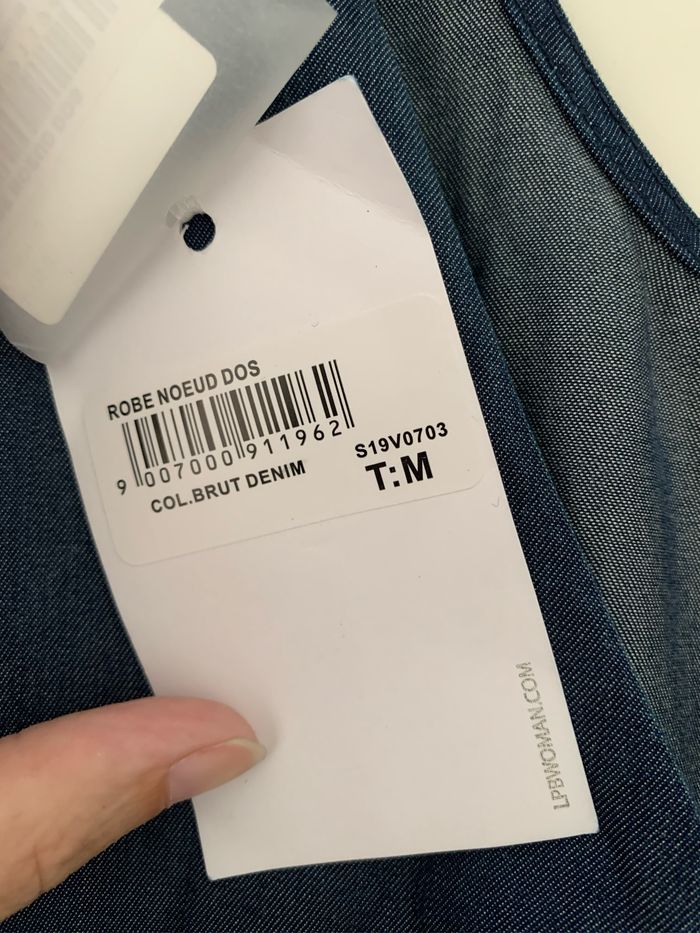 ROBE NOEUD DOS
9 007000 911962
COL.BRUT DENIM
S19V0703
T:M
LPBWOMAN.COM